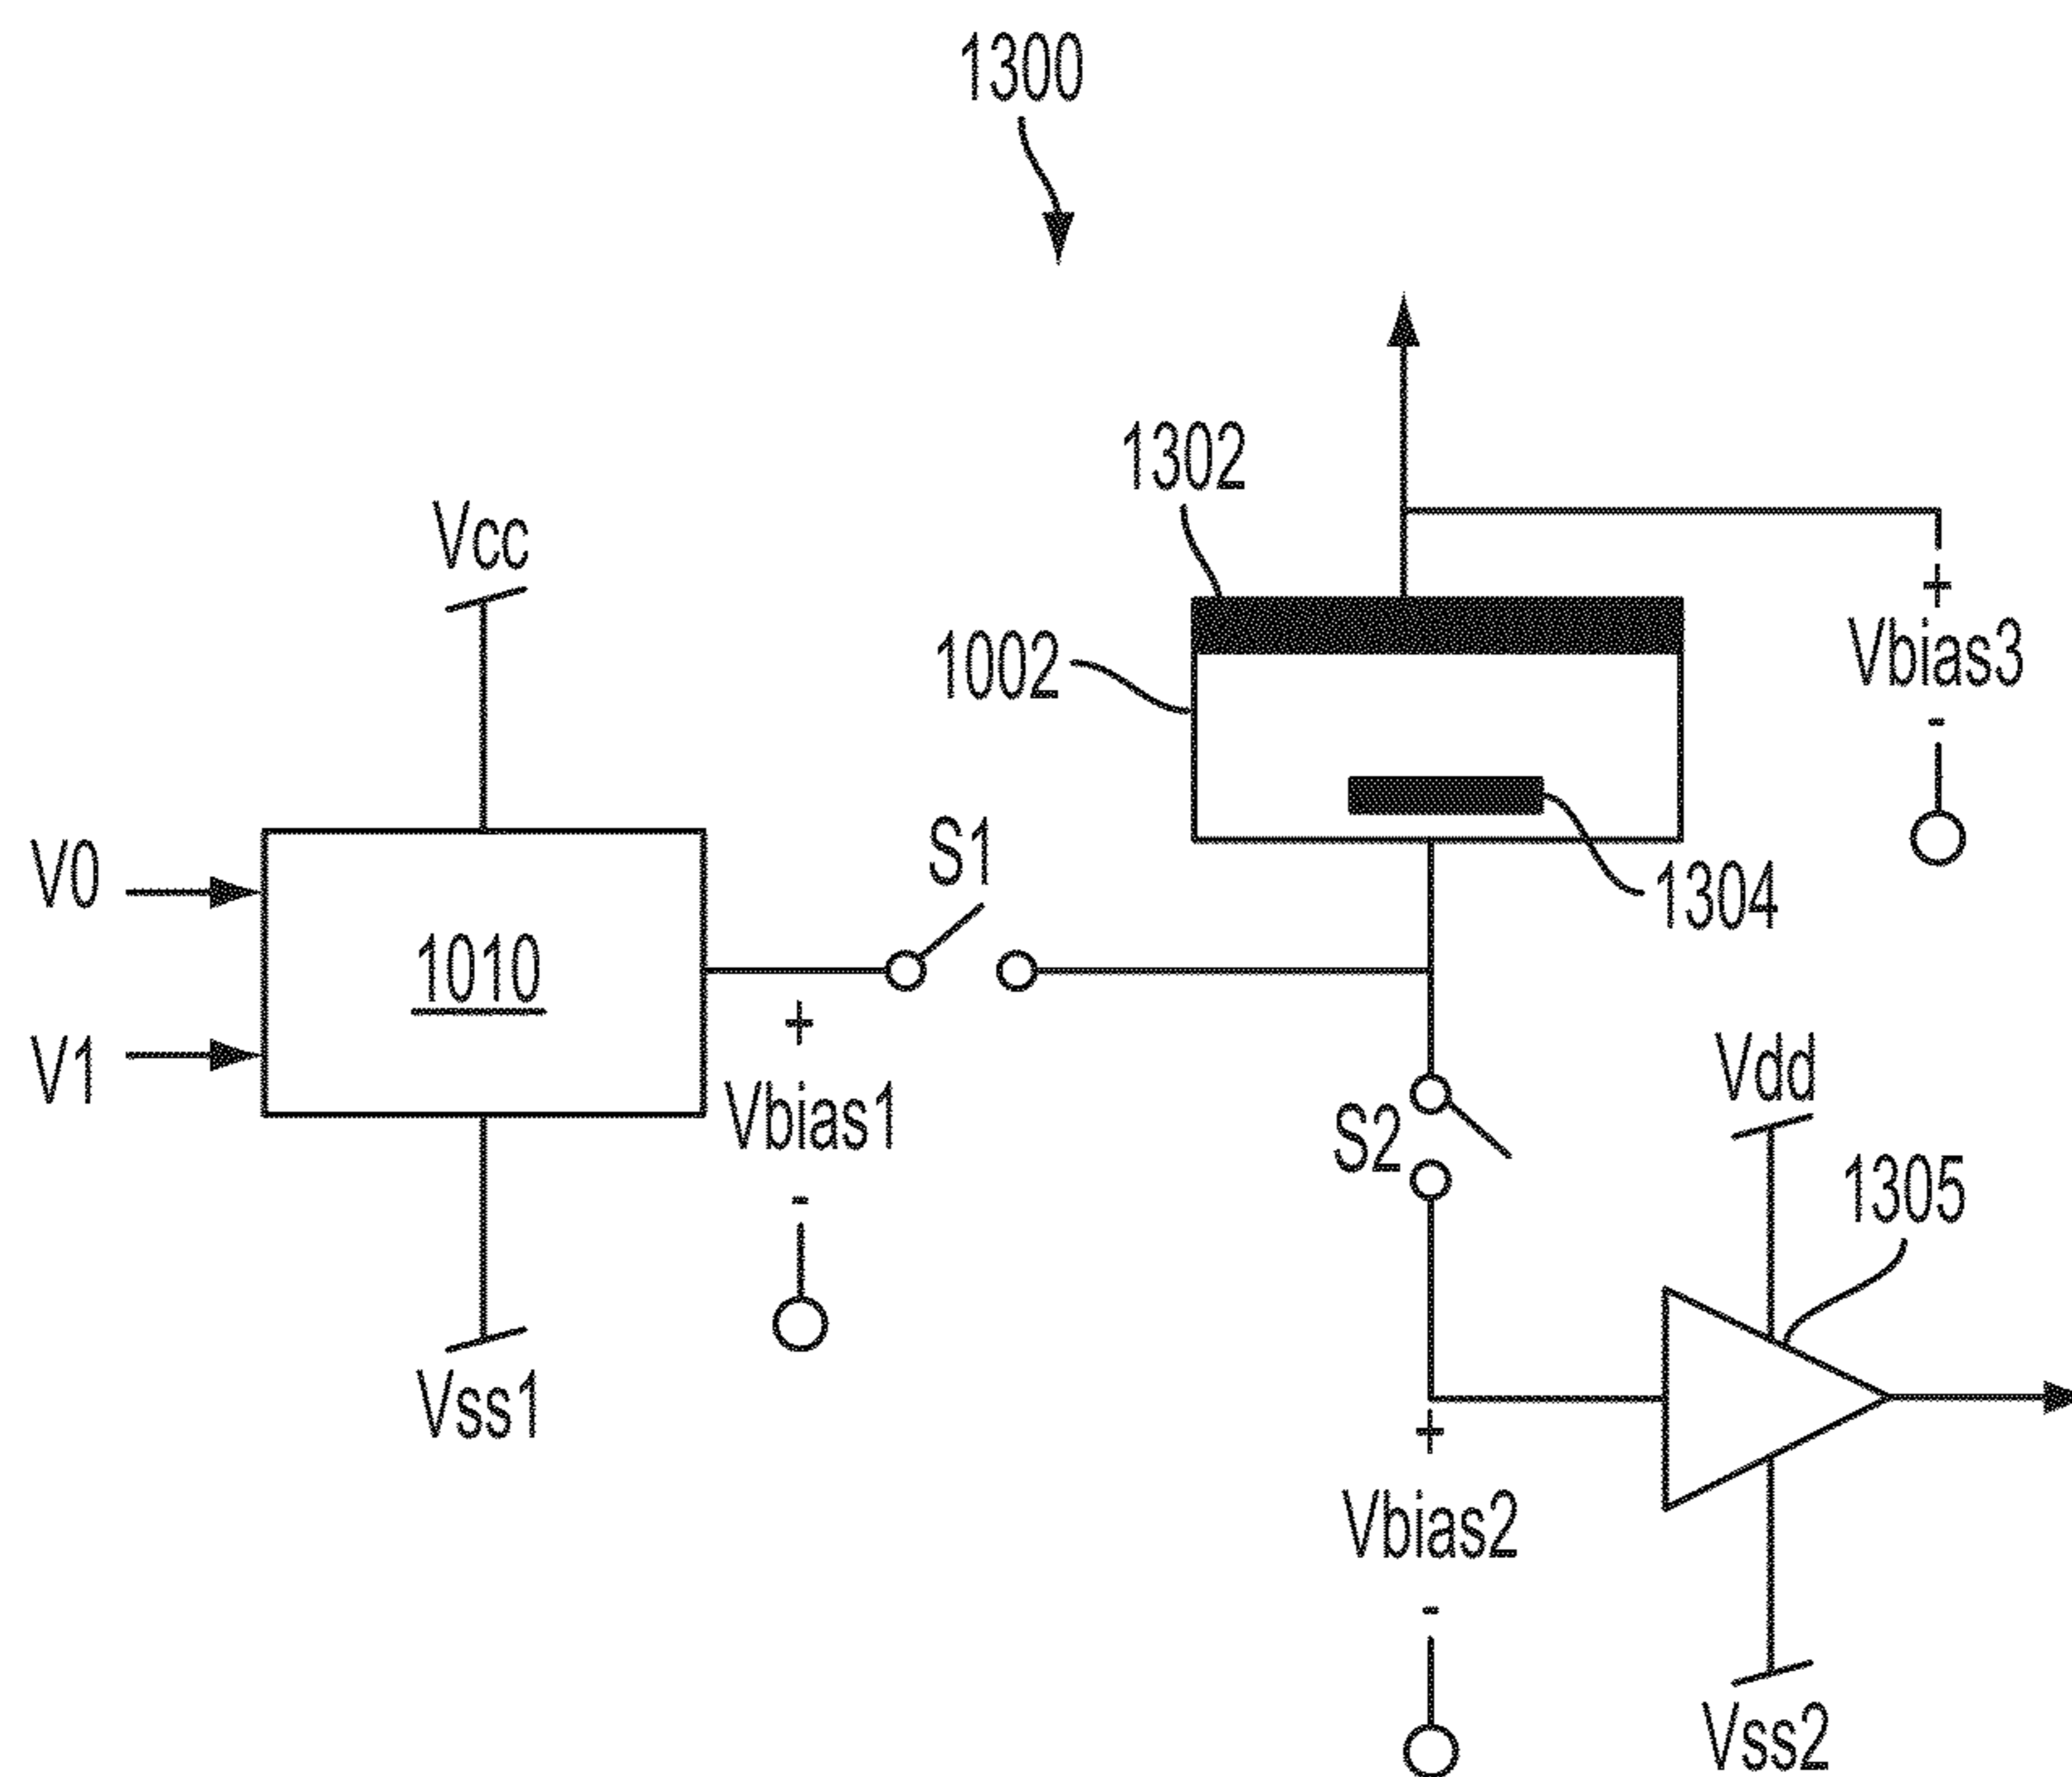 1300
1302
Vcc
+
1002
Vbias3
-
V0
S1
1304
1010
V1
+
Vdd
Vbias1
S2
1305
-
Vss1
+
Vbias2
-
Vss2